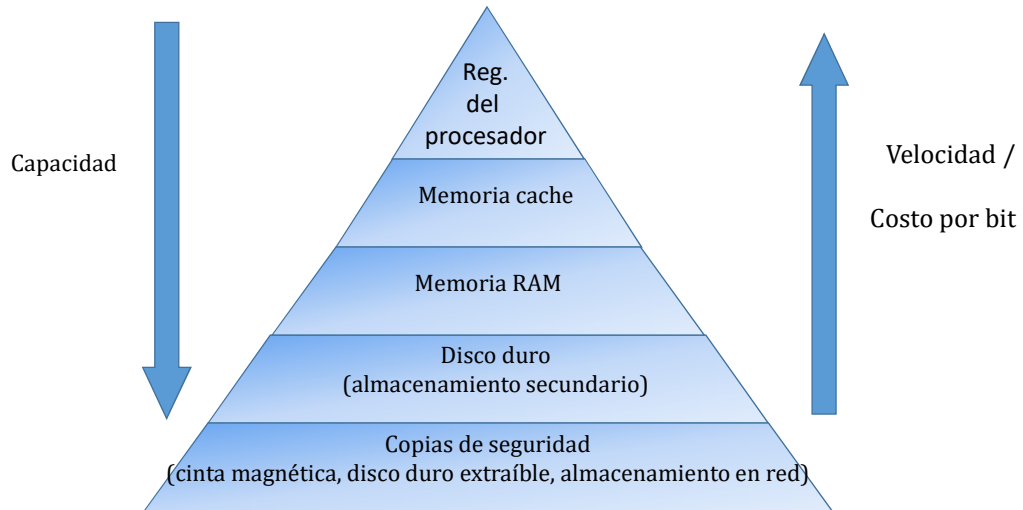 Reg.
del
procesador
Capacidad
Memoria cache
Velocidad /
Costo por bit
Memoria RAM
Disco duro
(almacenamiento secundario)
Copias de seguridad
(cinta magnética, disco duro extraíble, almacenamiento en red)